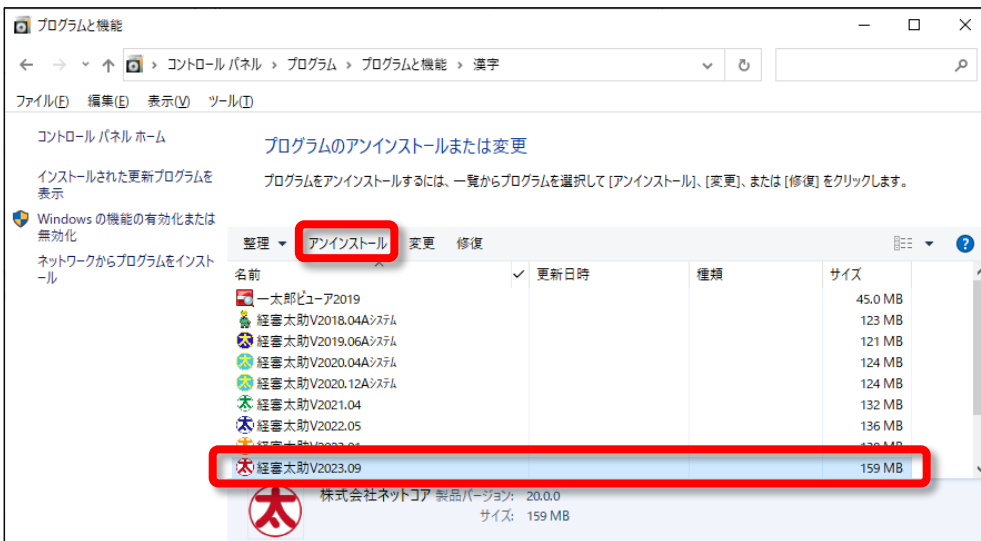 プログラムと機能
コントロール パネル › プログラム › プログラムと機能 › 漢字
ファイル(F) 編集(E) 表示(V) ツール(T)
コントロール パネル ホーム
インストールされた更新プログラムを
表示
Windows の機能の有効化または
無効化
ネットワークからプログラムをインスト
ール
プログラムのアンインストールまたは変更
プログラムをアンインストールするには、一覧からプログラムを選択して [アンインストール]、[変更]、または [修復] をクリックします。
整理 アンインストール 変更 修復
名前 更新日時 種類 サイズ
一太郎ビューア2019 45.0 MB
経審太助V2018.04Aシステム 123 MB
経審太助V2019.06Aシステム 121 MB
経審太助V2020.04Aシステム 124 MB
経審太助V2020.12Aシステム 124 MB
経審太助V2021.04 132 MB
経審太助V2022.05 136 MB
経審太助V2023.09 159 MB
太 株式会社ネットコア 製品バージョン: 20.0.0
サイズ: 159 MB